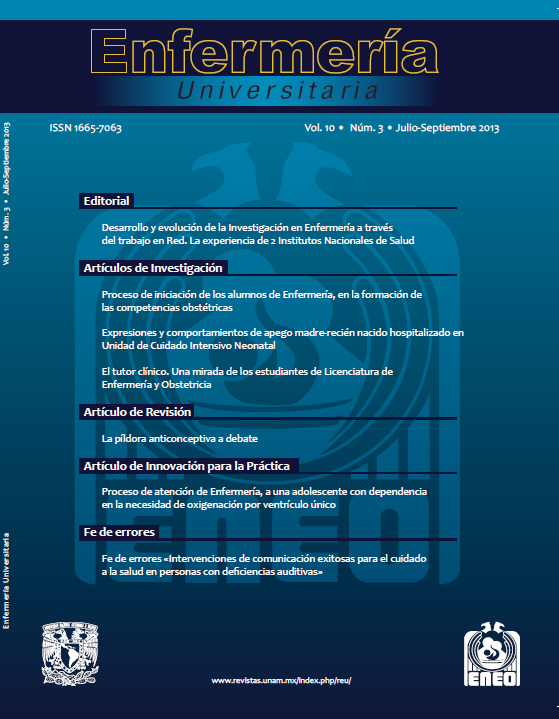 Enfermería
Universitaria
ISSN 1665-7063
Vol. 10 • Núm. 3 • Julio-Septiembre 2013
Vol. 10 • Núm. 3 • Julio-Septiembre 2013
Editorial
Desarrollo y evolución de la Investigación en Enfermería a través
del trabajo en Red. La experiencia de 2 Institutos Nacionales de Salud
Artículos de Investigación
Proceso de iniciación de los alumnos de Enfermería, en la formación de
las competencias obstétricas
Expresiones y comportamientos de apego madre-recién nacido hospitalizado en
Unidad de Cuidado Intensivo Neonatal
El tutor clínico. Una mirada de los estudiantes de Licenciatura de
Enfermería y Obstetricia
Artículo de Revisión
La píldora anticonceptiva a debate
Artículo de Innovación para la Práctica
Proceso de atención de Enfermería, a una adolescente con dependencia
en la necesidad de oxigenación por ventrículo único
Fe de errores
Fe de errores «Intervenciones de comunicación exitosas para el cuidado
a la salud en personas con deficiencias auditivas»
ENEO
Enfermería Universitaria
www.revistas.unam.mx/index.php/reu/
ENEO